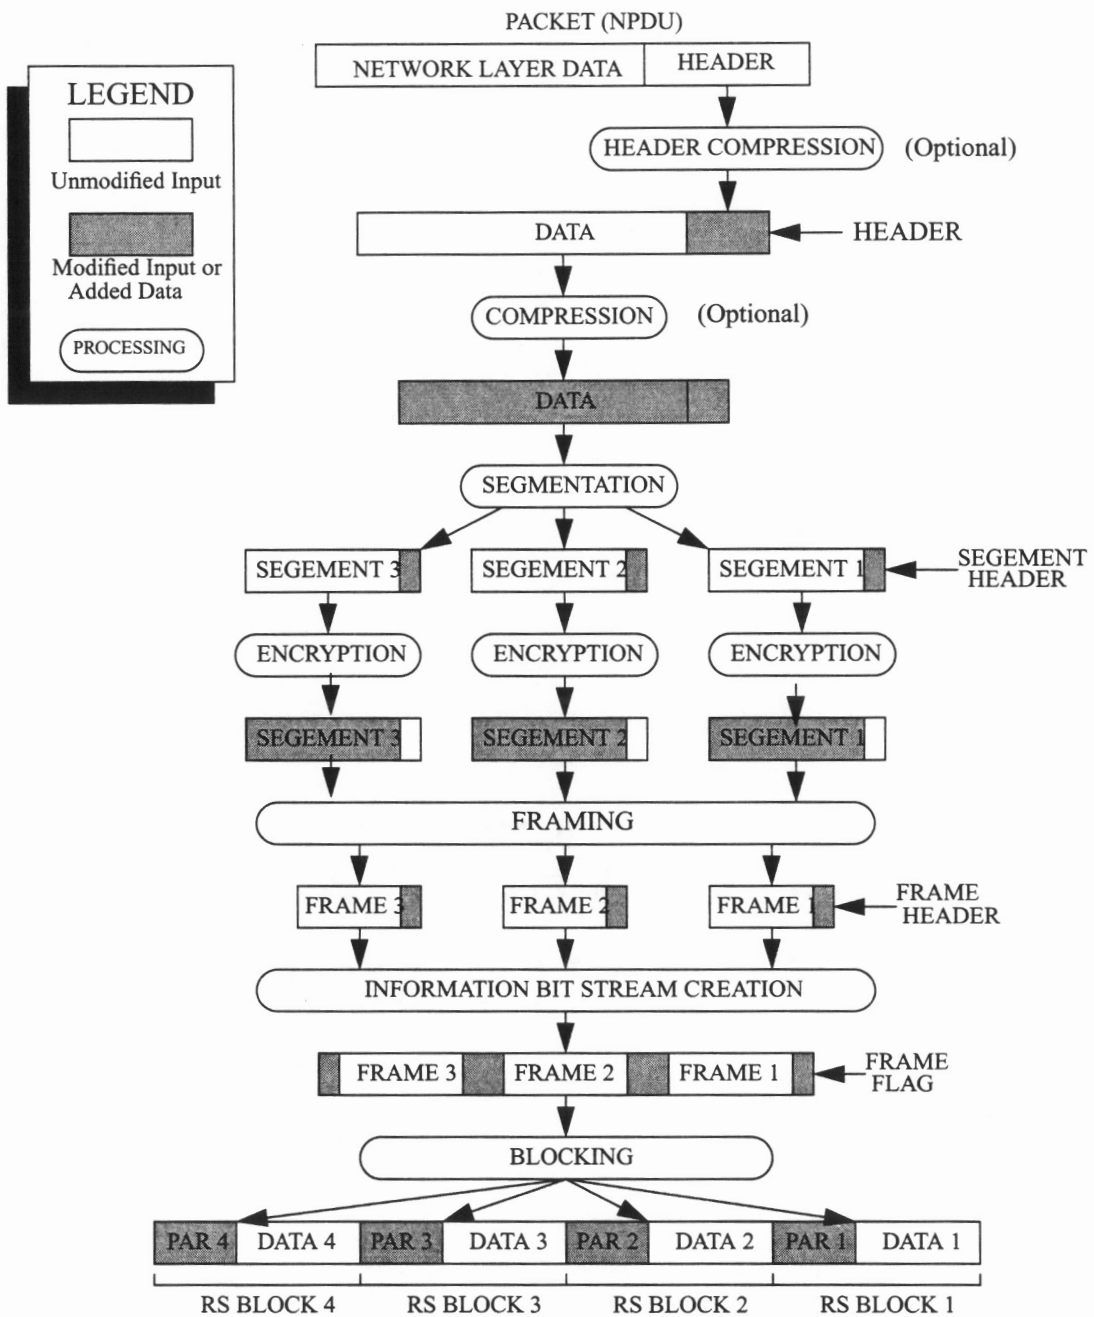 PACKET (NPDU)
NETWORK LAYER DATA
HEADER
LEGEND
Unmodified Input
Modified Input or
Added Data
PROCESSING
HEADER COMPRESSION
(Optional)
DATA
HEADER
COMPRESSION
(Optional)
DATA
SEGMENTATION
SEGEMENT 3
SEGEMENT 2
SEGEMENT 1
SEGEMENT
HEADER
ENCRYPTION
ENCRYPTION
ENCRYPTION
SEGEMENT 3
SEGEMENT 2
SEGEMENT 1
FRAMING
FRAME 3
FRAME 2
FRAME 1
FRAME
HEADER
INFORMATION BIT STREAM CREATION
FRAME 3
FRAME 2
FRAME 1
FRAME
FLAG
BLOCKING
PAR 4
DATA 4
PAR 3
DATA 3
PAR 2
DATA 2
PAR 1
DATA 1
RS BLOCK 4
RS BLOCK 3
RS BLOCK 2
RS BLOCK 1